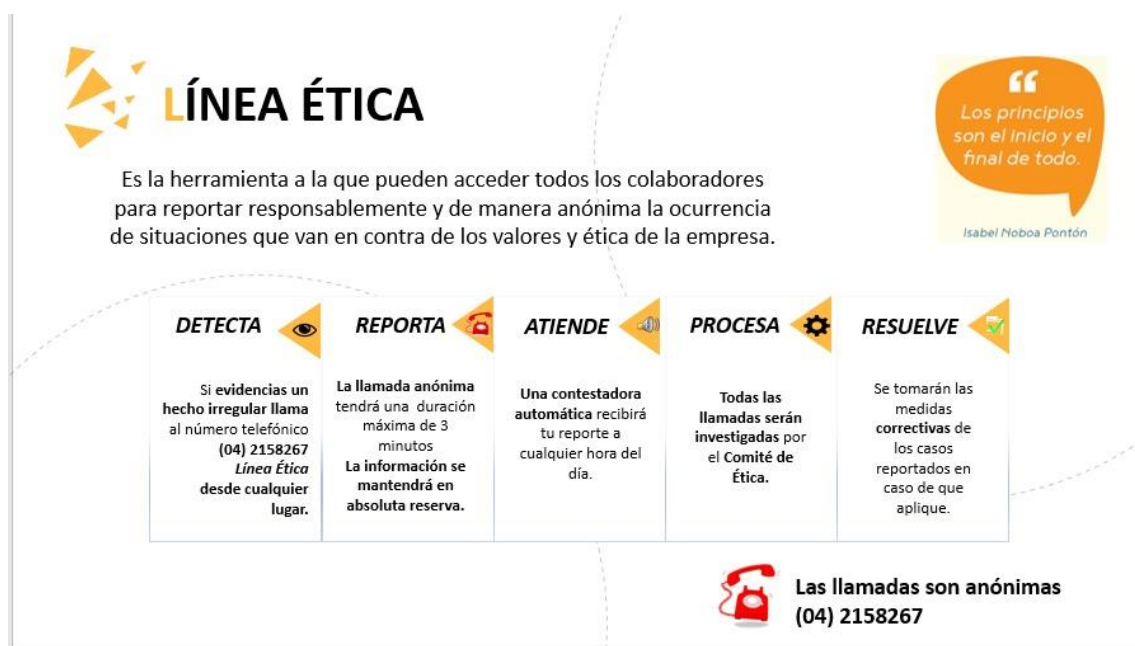 LÍNEA ÉTICA
Es la herramienta a la que pueden acceder todos los colaboradores
para reportar responsablemente y de manera anónima la ocurrencia
de situaciones que van en contra de los valores y ética de la empresa.
“
Los principios
son el inicio y el
final de todo.
Isabel Noboa Pontón
DETECTA
Si evidencias un
hecho irregular llama
al número telefónico
(04) 2158267
Línea Ética
desde cualquier
lugar.
REPORTA
La llamada anónima
tendrá una duración
máxima de 3
minutos
La información se
mantendrá en
absoluta reserva.
ATIENDE
Una contestadora
automática recibirá
tu reporte a
cualquier hora del
día.
PROCESA
Todas las
llamadas serán
investigadas por
el Comité de
Ética.
RESUELVE
Se tomarán las
medidas
correctivas de
los casos
reportados en
caso de que
aplique.
Las llamadas son anónimas
(04) 2158267